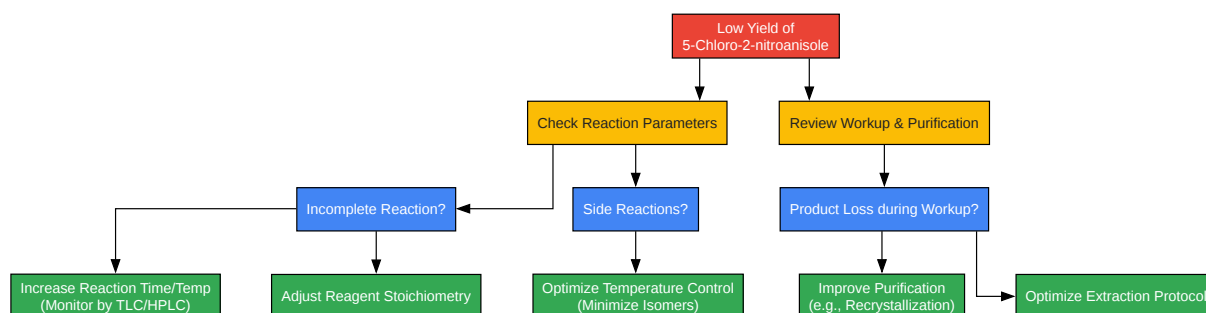 Low Yield of
5-Chloro-2-nitroanisole
Check Reaction Parameters
Review Workup & Purification
Incomplete Reaction?
Side Reactions?
Product Loss during Workup?
Increase Reaction Time/Temp
(Monitor by TLC/HPLC)
Adjust Reagent Stoichiometry
Optimize Temperature Control
(Minimize Isomers)
Improve Purification
(e.g., Recrystallization)
Optimize Extraction Protocol